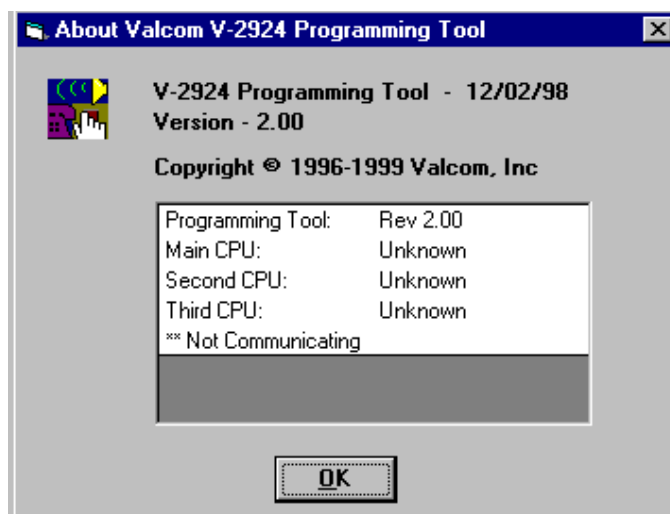 About Valcom V-2924 Programming Tool
V-2924 Programming Tool - 12/02/98
Version - 2.00
Copyright © 1996-1999 Valcom, Inc
Programming Tool: Rev 2.00
Main CPU: Unknown
Second CPU: Unknown
Third CPU: Unknown
** Not Communicating
OK